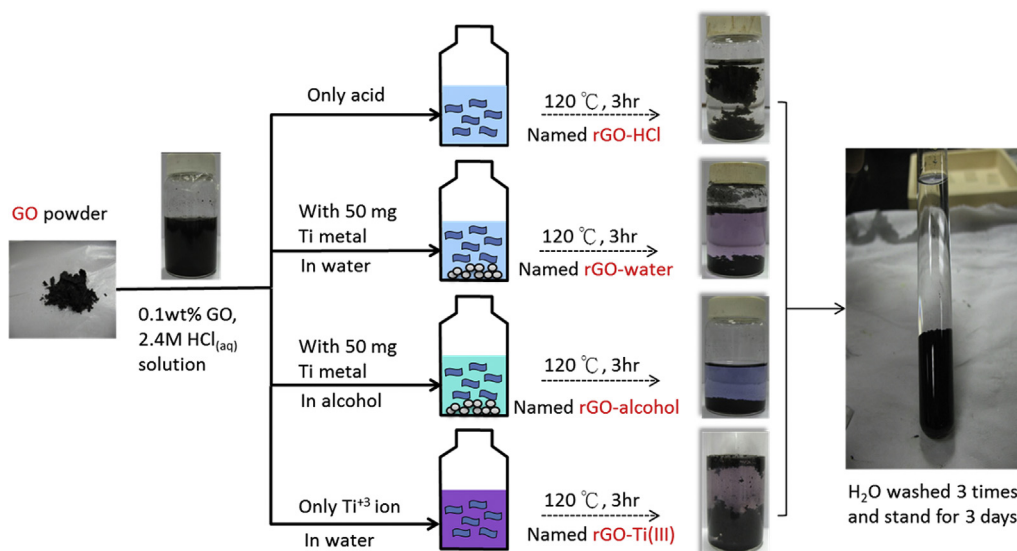 GO powder
0.1wt% GO,
2.4M HCl(aq)
solution
Only acid
120 ℃, 3hr
Named rGO-HCl
With 50 mg
Ti metal
In water
120 ℃, 3hr
Named rGO-water
With 50 mg
Ti metal
In alcohol
120 ℃, 3hr
Named rGO-alcohol
Only Ti+3 ion
In water
120 ℃, 3hr
Named rGO-Ti(III)
H2O washed 3 times
and stand for 3 days